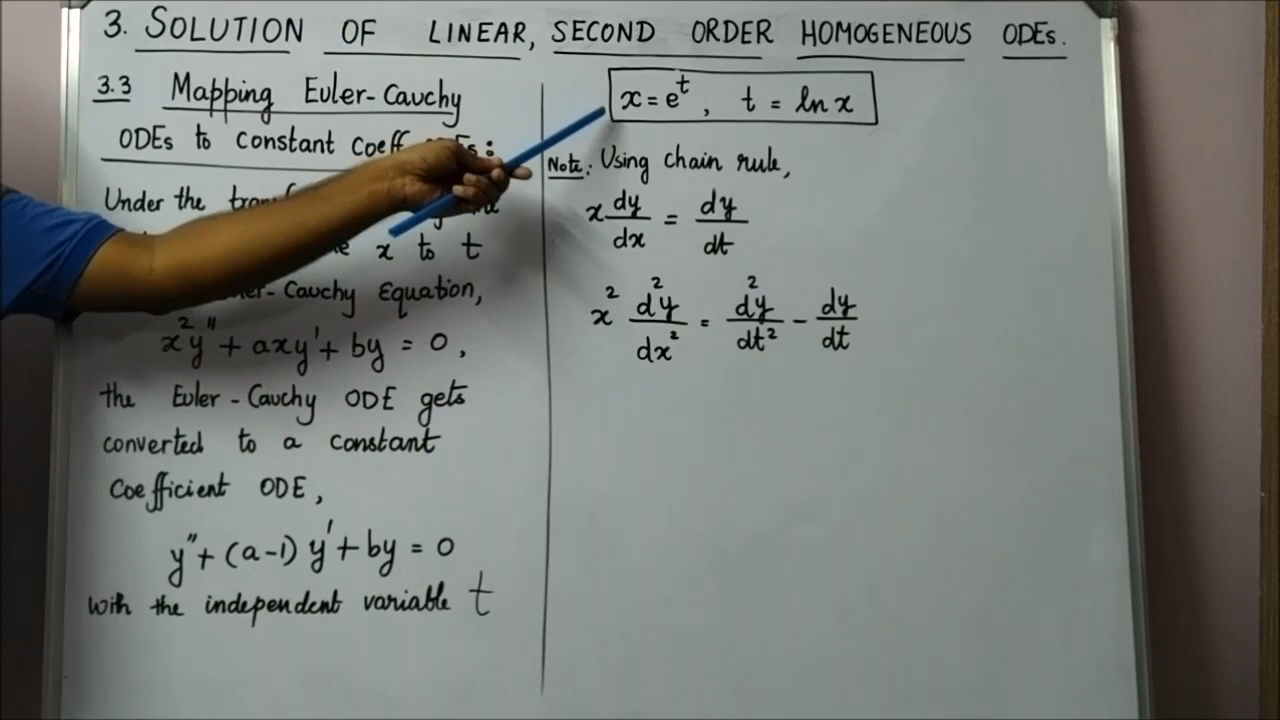 3. SOLUTION OF LINEAR, SECOND ORDER HOMOGENEOUS ODEs.
3.3 Mapping Euler-Cauchy
ODEs to constant coeff :
Under the
x to t
-Cauchy Equation,
x²y'' + axy' + by = 0,
the Euler-Cauchy ODE gets
converted to a constant
coefficient ODE,
y'' + (a-1) y' + by = 0
with the independent variable t
x = e^t, t = ln x
Note: Using chain rule,
x dy/dx = dy/dt
x² d²y/dx² = d²y/dt² - dy/dt